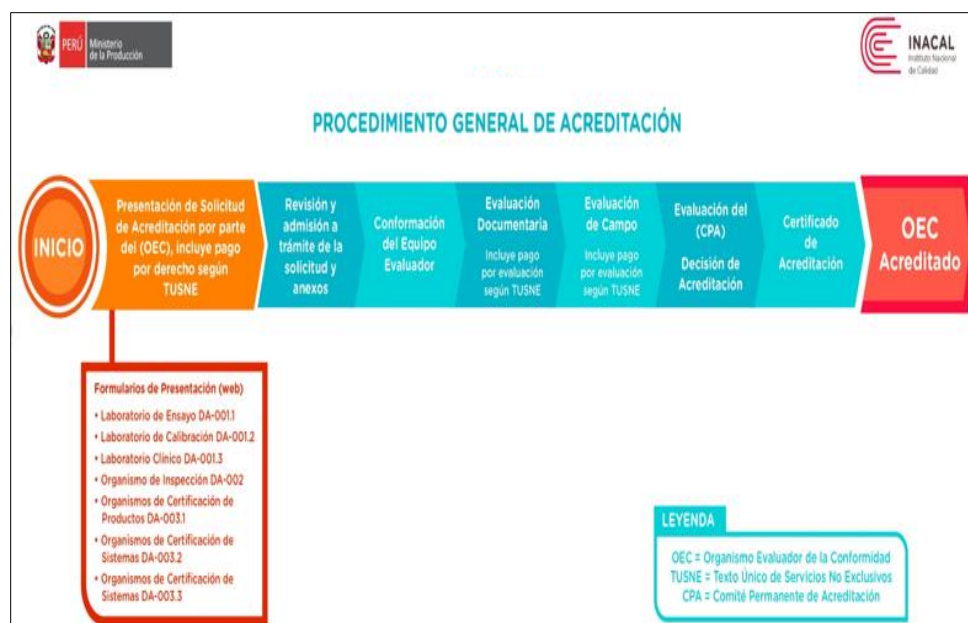 PERÚ
Ministerio
de la Producción
INACAL
Instituto Nacional
de Calidad
PROCEDIMIENTO GENERAL DE ACREDITACIÓN
INICIO
Presentación de Solicitud
de Acreditación por parte
del (OEC), incluye pago
por derecho según
TUSNE
Revisión y
admisión a
trámite de la
solicitud y
anexos
Conformación
del Equipo
Evaluador
Evaluación
Documentaria
Incluye pago
por evaluación
según TUSNE
Evaluación
de Campo
Incluye pago
por evaluación
según TUSNE
Evaluación del
(CPA)
Decisión de
Acreditación
Certificado
de
Acreditación
OEC
Acreditado
Formularios de Presentación (web)
• Laboratorio de Ensayo DA-001.1
• Laboratorio de Calibración DA-001.2
• Laboratorio Clínico DA-001.3
• Organismo de Inspección DA-002
• Organismos de Certificación de
Productos DA-003.1
• Organismos de Certificación de
Sistemas DA-003.2
• Organismos de Certificación de
Sistemas DA-003.3
LEYENDA
OEC = Organismo Evaluador de la Conformidad
TUSNE = Texto Único de Servicios No Exclusivos
CPA = Comité Permanente de Acreditación